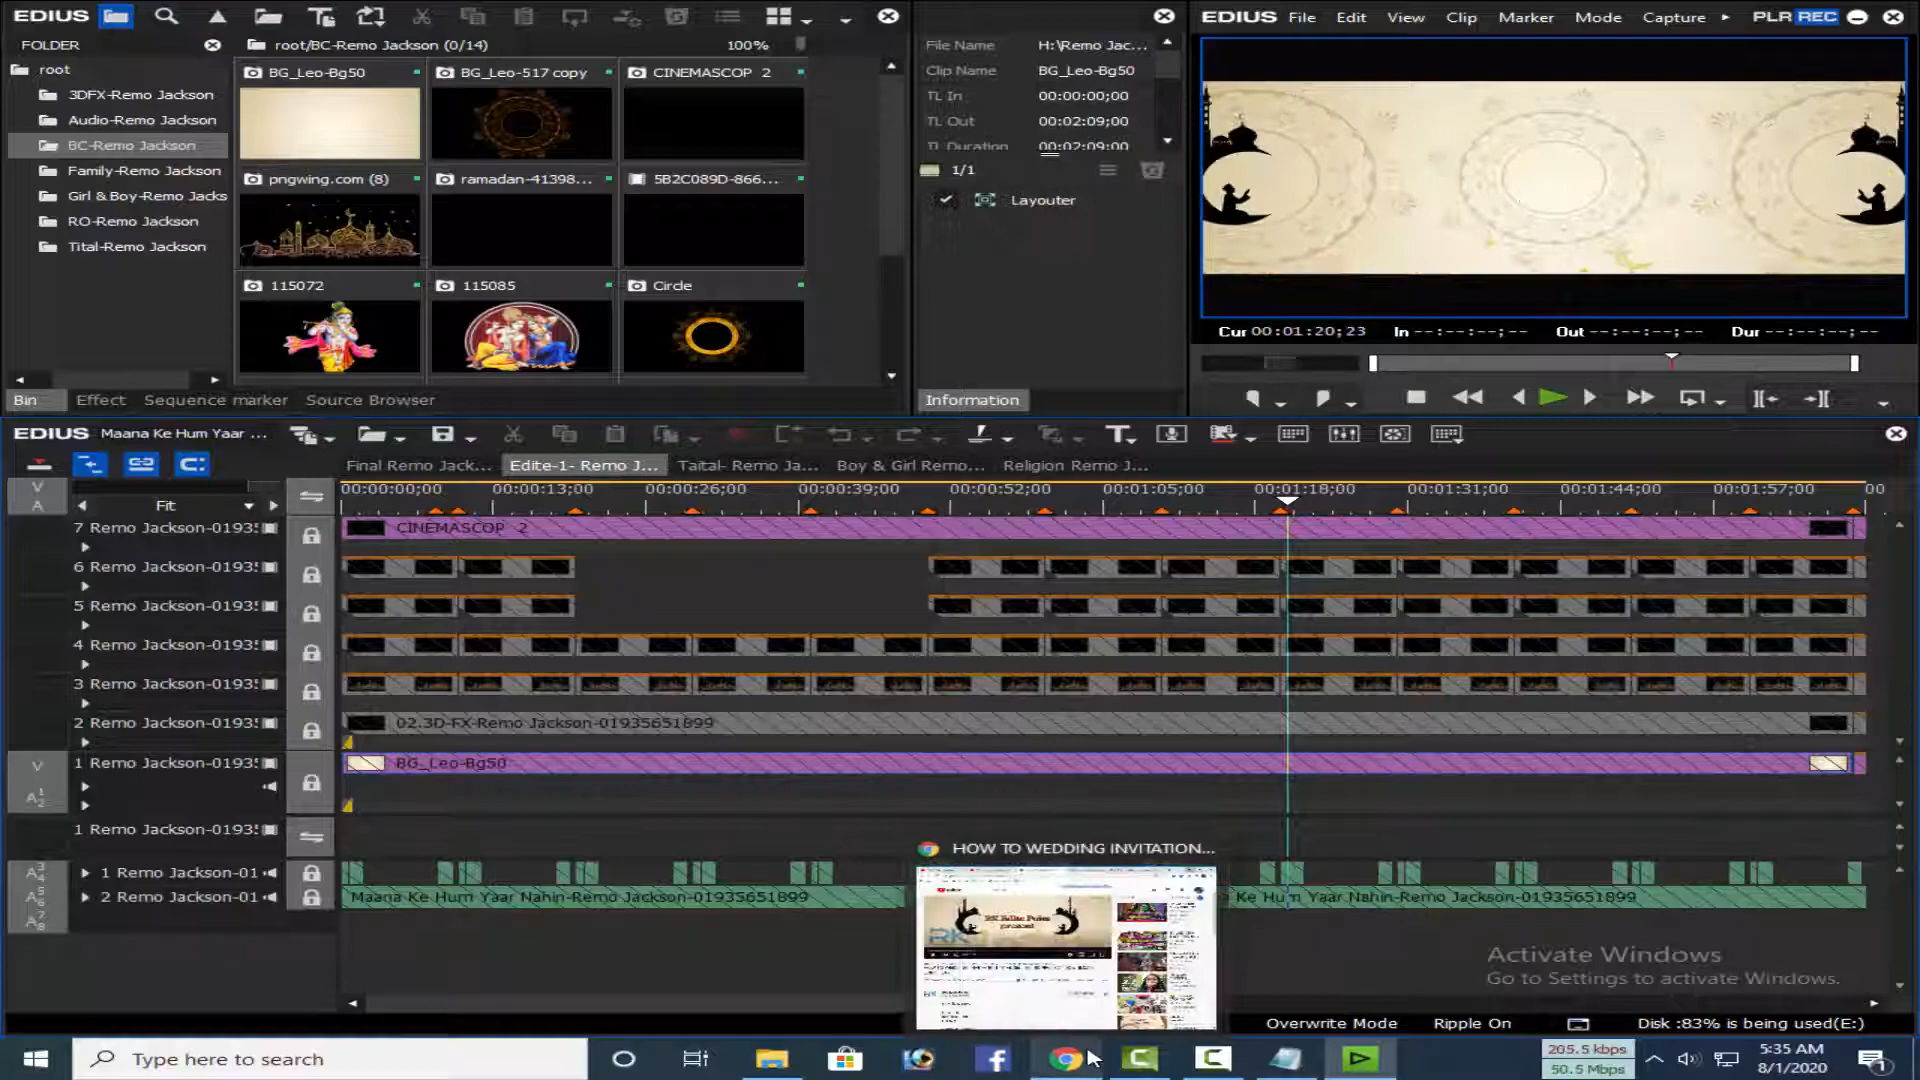 EDIUS
FOLDER
root
3DFX-Remo Jackson
Audio-Remo Jackson
BC-Remo Jackson
Family-Remo Jackson
Girl & Boy-Remo Jacks
RO-Remo Jackson
Tital-Remo Jackson
root/BC-Remo Jackson (0/14)
100%
BG_Leo-Bg50
BG_Leo-517 copy
CINEMASCOP 2
pngwing.com (8)
ramadan-41398...
5B2C089D-866...
115072
115085
Circle
Bin
Effect
Sequence marker
Source Browser
File Name H:\Remo Jac...
Clip Name BG_Leo-Bg50
TL In 00:00:00;00
TL Out 00:02:09;00
TL Duration 00:02:09:00
1/1
Layouter
Information
EDIUS File Edit View Clip Marker Mode Capture PLR REC
Cur 00:01:20;23 In --:--:--;-- Out --:--:--;-- Dur --:--:--;--
EDIUS Maana Ke Hum Yaar ...
Final Remo Jack...
Edite-1- Remo J...
Taital- Remo Ja...
Boy & Girl Remo...
Religion Remo J...
V
A
Fit
00:00:00;00 00:00:13;00 00:00:26;00 00:00:39;00 00:00:52;00 00:01:05;00 00:01:18;00 00:01:31;00 00:01:44;00 00:01:57;00 00
7 Remo Jackson-0193
CINEMASCOP 2
6 Remo Jackson-0193
5 Remo Jackson-0193
4 Remo Jackson-0193
3 Remo Jackson-0193
2 Remo Jackson-0193
02.3D-FX-Remo Jackson-01935651899
V
1 Remo Jackson-0193
BG_Leo-Bg50
1 Remo Jackson-0193
HOW TO WEDDING INVITATION...
1 Remo Jackson-01
2 Remo Jackson-01
Maana Ke Hum Yaar Nahin-Remo Jackson-01935651899
Ke Hum Yaar Nahin-Remo Jackson-01935651899
RK Edite Point
present
Activate Windows
Go to Settings to activate Windows.
Overwrite Mode
Ripple On
Disk :83% is being used(E:)
Type here to search
205.5 kbps
50.5 Mbps
5:35 AM
8/1/2020